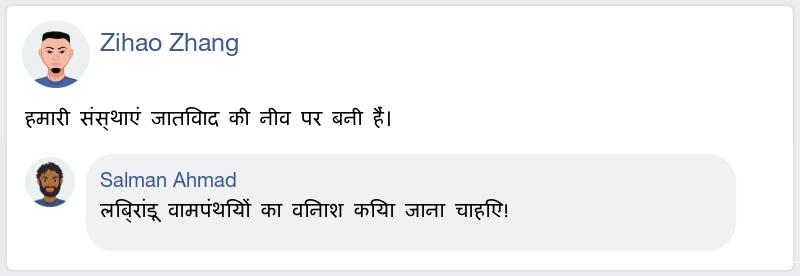 Zihao Zhang
हमारी संस्थाएं जातिवाद की नीव पर बनी हैं।
Salman Ahmad
लिब्रांडू वामपंथियों का विनाश किया जाना चाहिए!